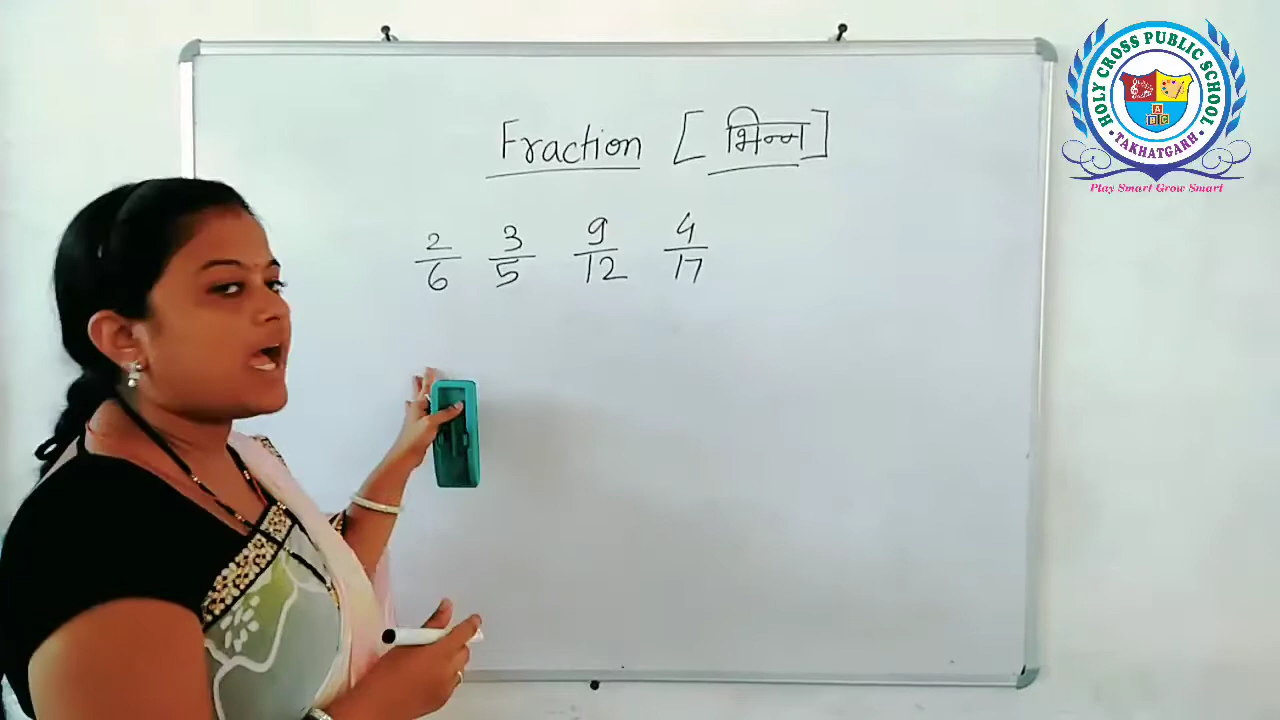 Fraction [ भिन्न ]
2/6 3/5 9/12 4/17
HOLY CROSS PUBLIC SCHOOL
• TAKHATGARH •
A
B C
Play Smart Grow Smart